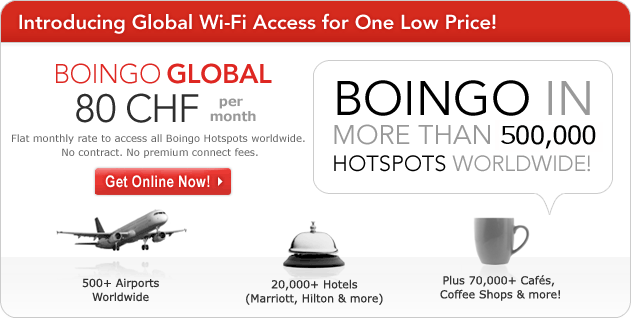 Introducing Global Wi-Fi Access for One Low Price!
BOINGO GLOBAL
80 CHF per month
Flat monthly rate to access all Boingo Hotspots worldwide.
No contract. No premium connect fees.
Get Online Now!
BOINGO IN
MORE THAN 500,000
HOTSPOTS WORLDWIDE!
500+ Airports
Worldwide
20,000+ Hotels
(Marriott, Hilton & more)
Plus 70,000+ Cafés,
Coffee Shops & more!